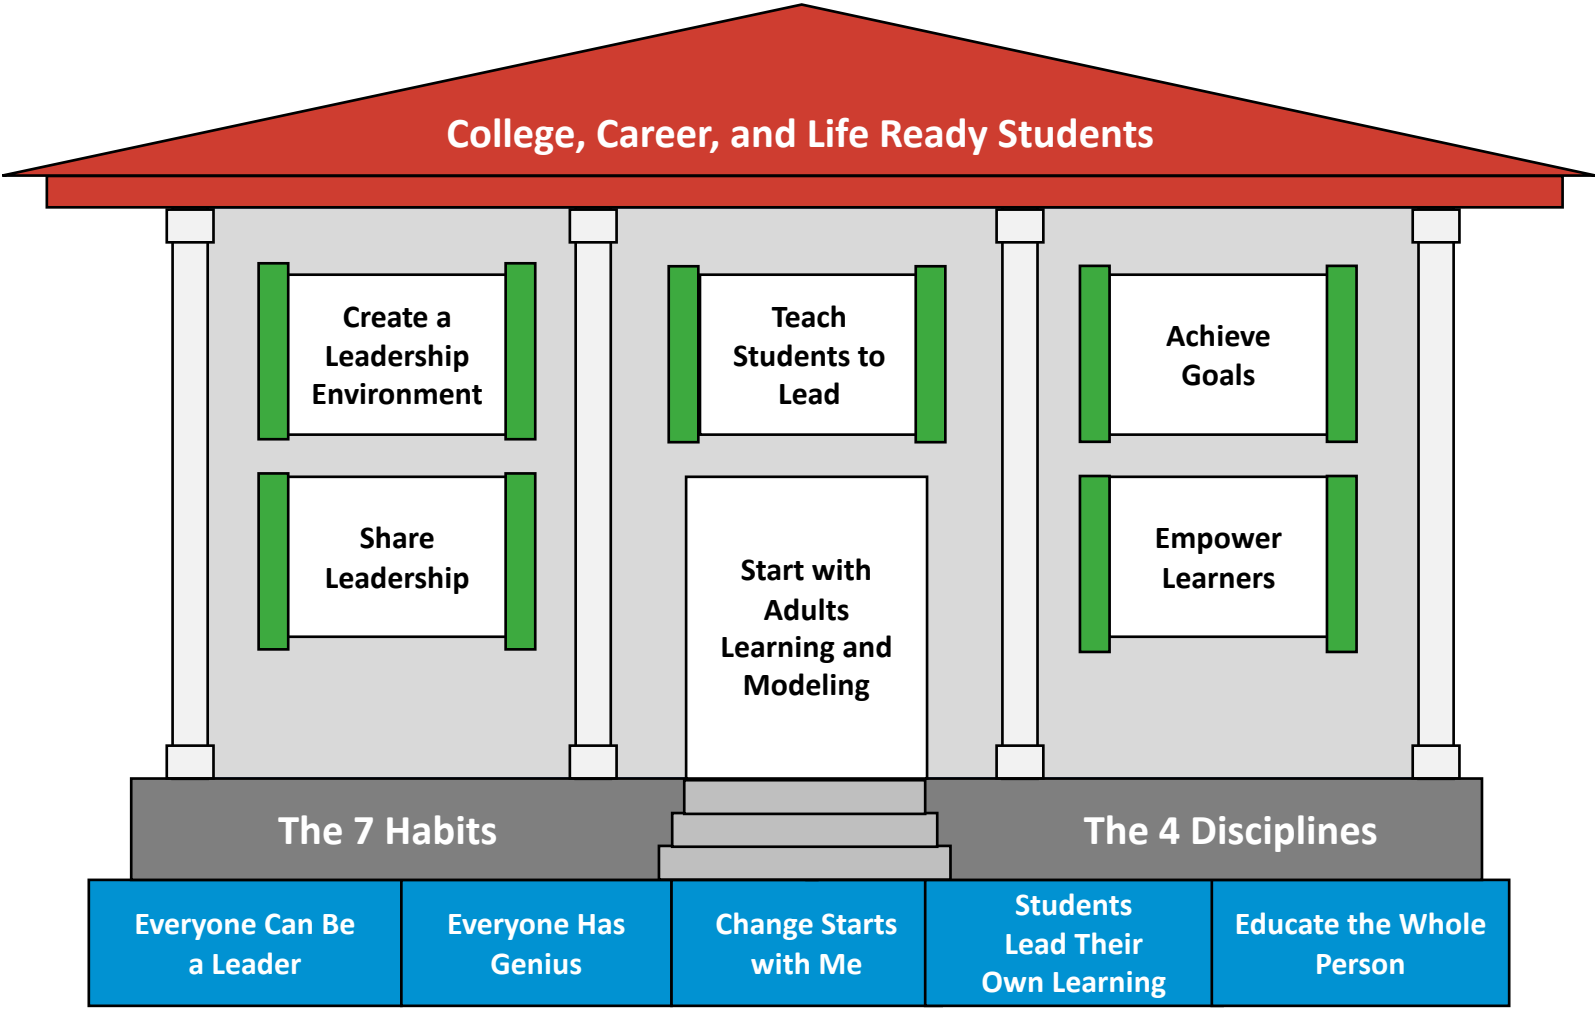 College, Career, and Life Ready Students
Create a
Leadership
Environment
Teach
Students to
Lead
Achieve
Goals
Share
Leadership
Start with
Adults
Learning and
Modeling
Empower
Learners
The 7 Habits
The 4 Disciplines
Everyone Can Be
a Leader
Everyone Has
Genius
Change Starts
with Me
Students
Lead Their
Own Learning
Educate the Whole
Person